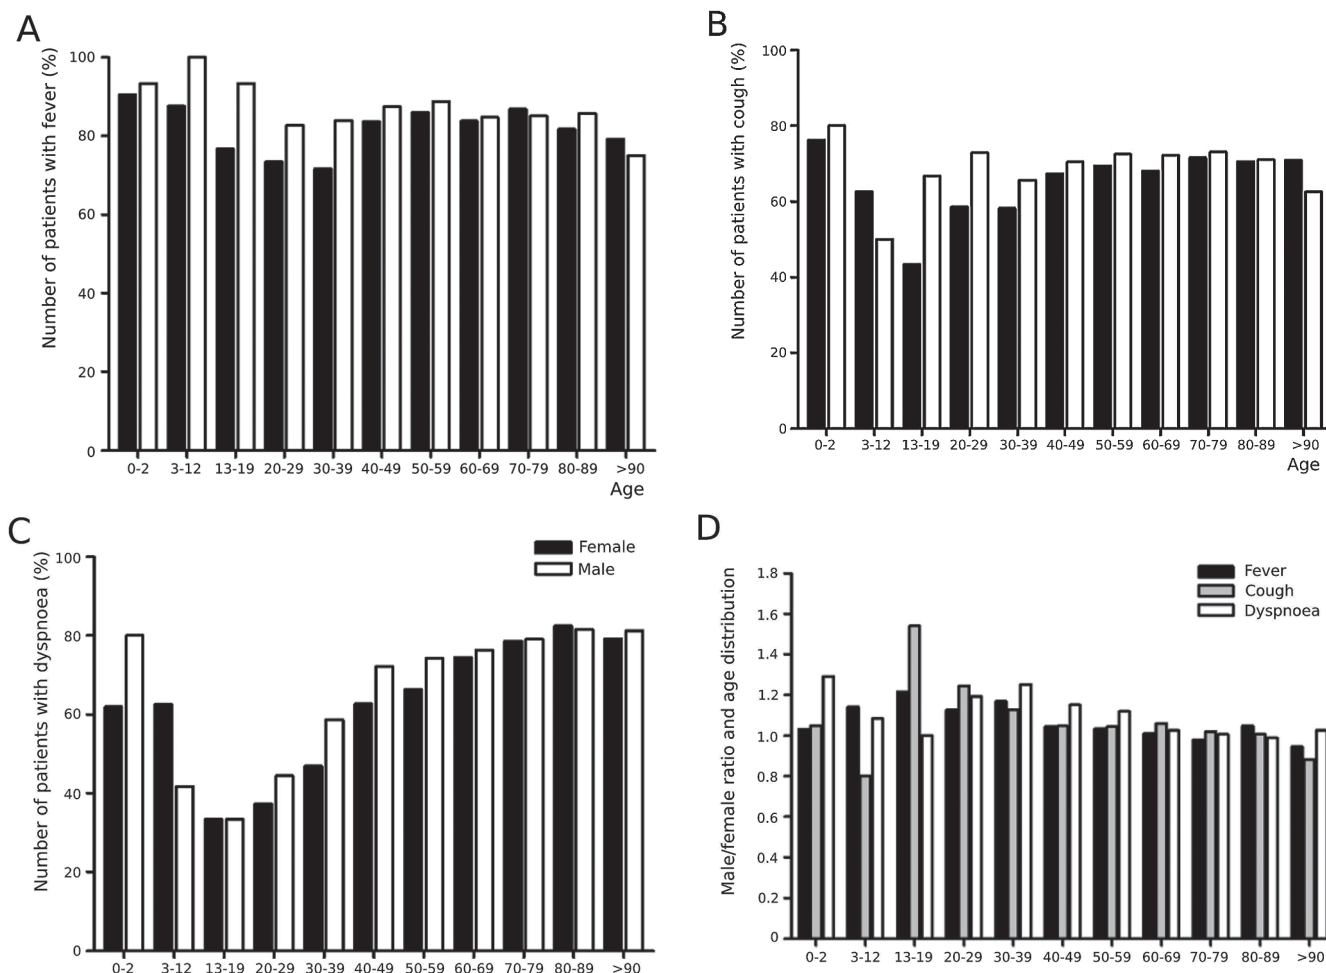 A
Number of patients with fever (%)
100
80
60
40
20
0
0-2 3-12 13-19 20-29 30-39 40-49 50-59 60-69 70-79 80-89 >90
Age
B
Number of patients with cough (%)
100
80
60
40
20
0
0-2 3-12 13-19 20-29 30-39 40-49 50-59 60-69 70-79 80-89 >90
Age
C
Number of patients with dyspnoea (%)
100
80
60
40
20
0
Female
Male
0-2 3-12 13-19 20-29 30-39 40-49 50-59 60-69 70-79 80-89 >90
D
Male/female ratio and age distribution
1.8
1.6
1.4
1.2
1.0
0.8
0.6
0.4
0.2
0
Fever
Cough
Dyspnoea
0-2 3-12 13-19 20-29 30-39 40-49 50-59 60-69 70-79 80-89 >90